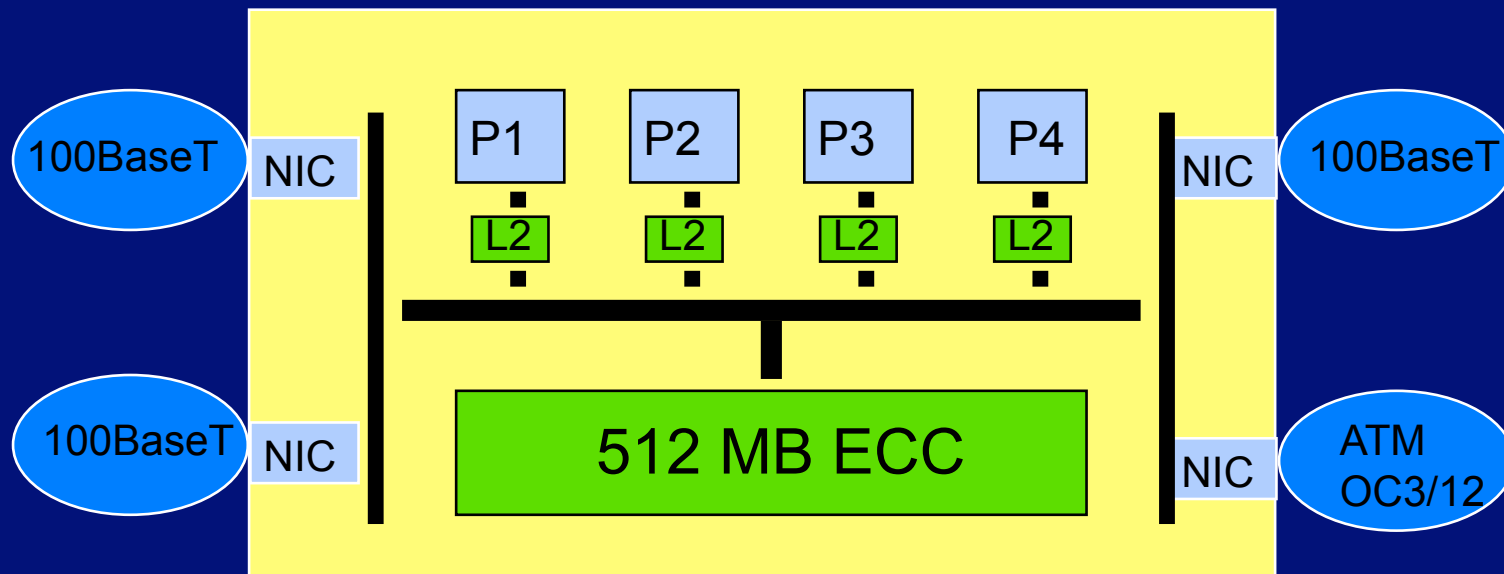 P1 P2 P3 P4
100BaseT NIC NIC 100BaseT
L2 L2 L2 L2
100BaseT NIC 512 MB ECC NIC ATM
OC3/12